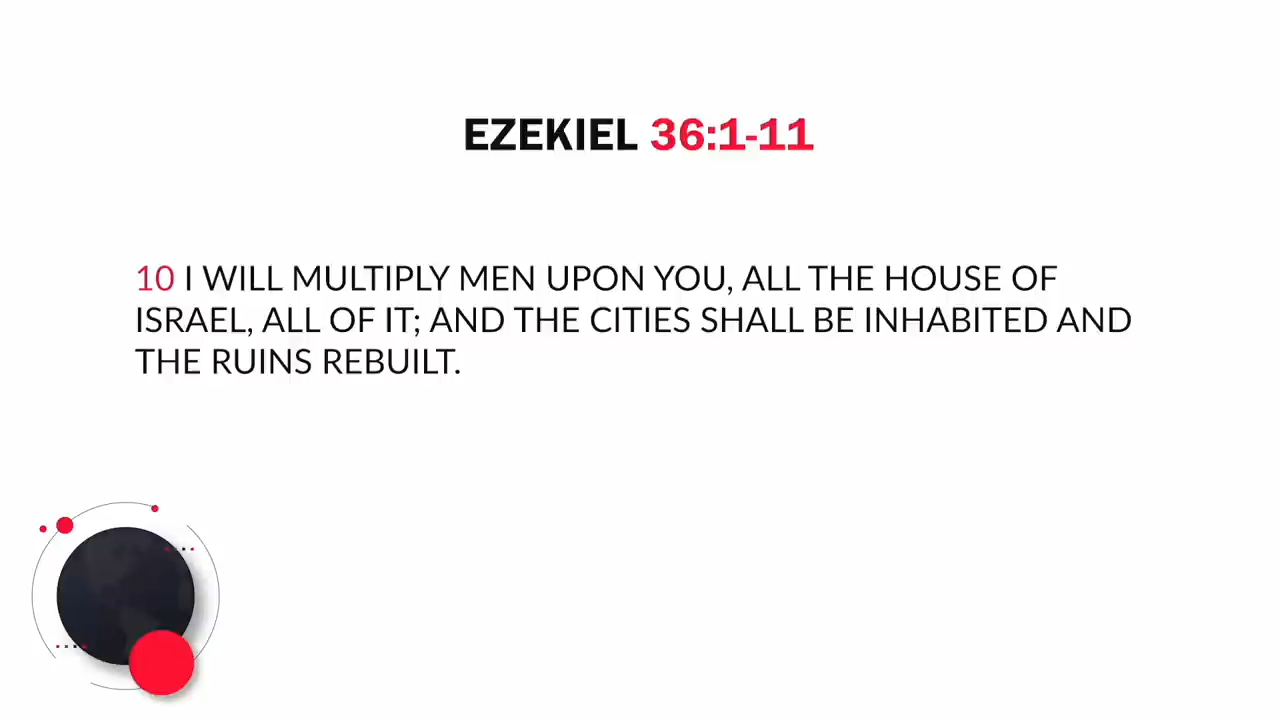 EZEKIEL 36:1-11
10 I WILL MULTIPLY MEN UPON YOU, ALL THE HOUSE OF
ISRAEL, ALL OF IT; AND THE CITIES SHALL BE INHABITED AND
THE RUINS REBUILT.